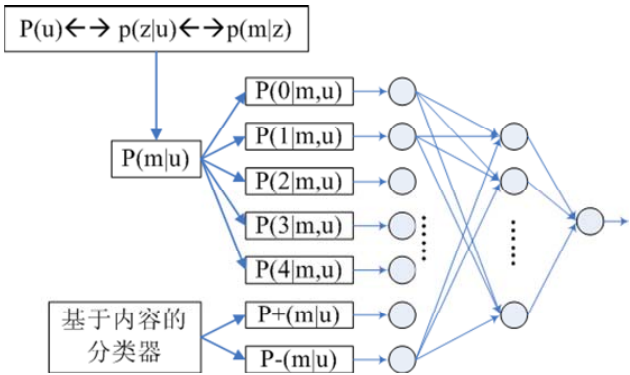 P(u)←→ p(z|u)←→p(m|z)
P(m|u)
P(0|m,u)
P(1|m,u)
P(2|m,u)
P(3|m,u)
P(4|m,u)
基于内容的
分类器
P+(m|u)
P-(m|u)